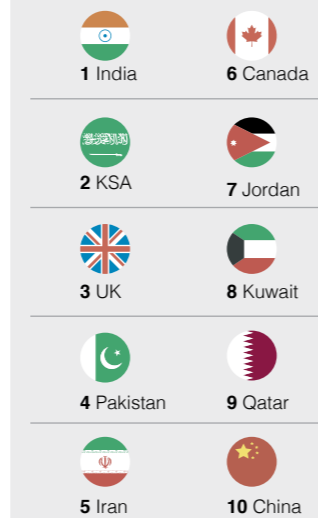 1 India
6 Canada
2 KSA
7 Jordan
3 UK
8 Kuwait
4 Pakistan
9 Qatar
5 Iran
10 China